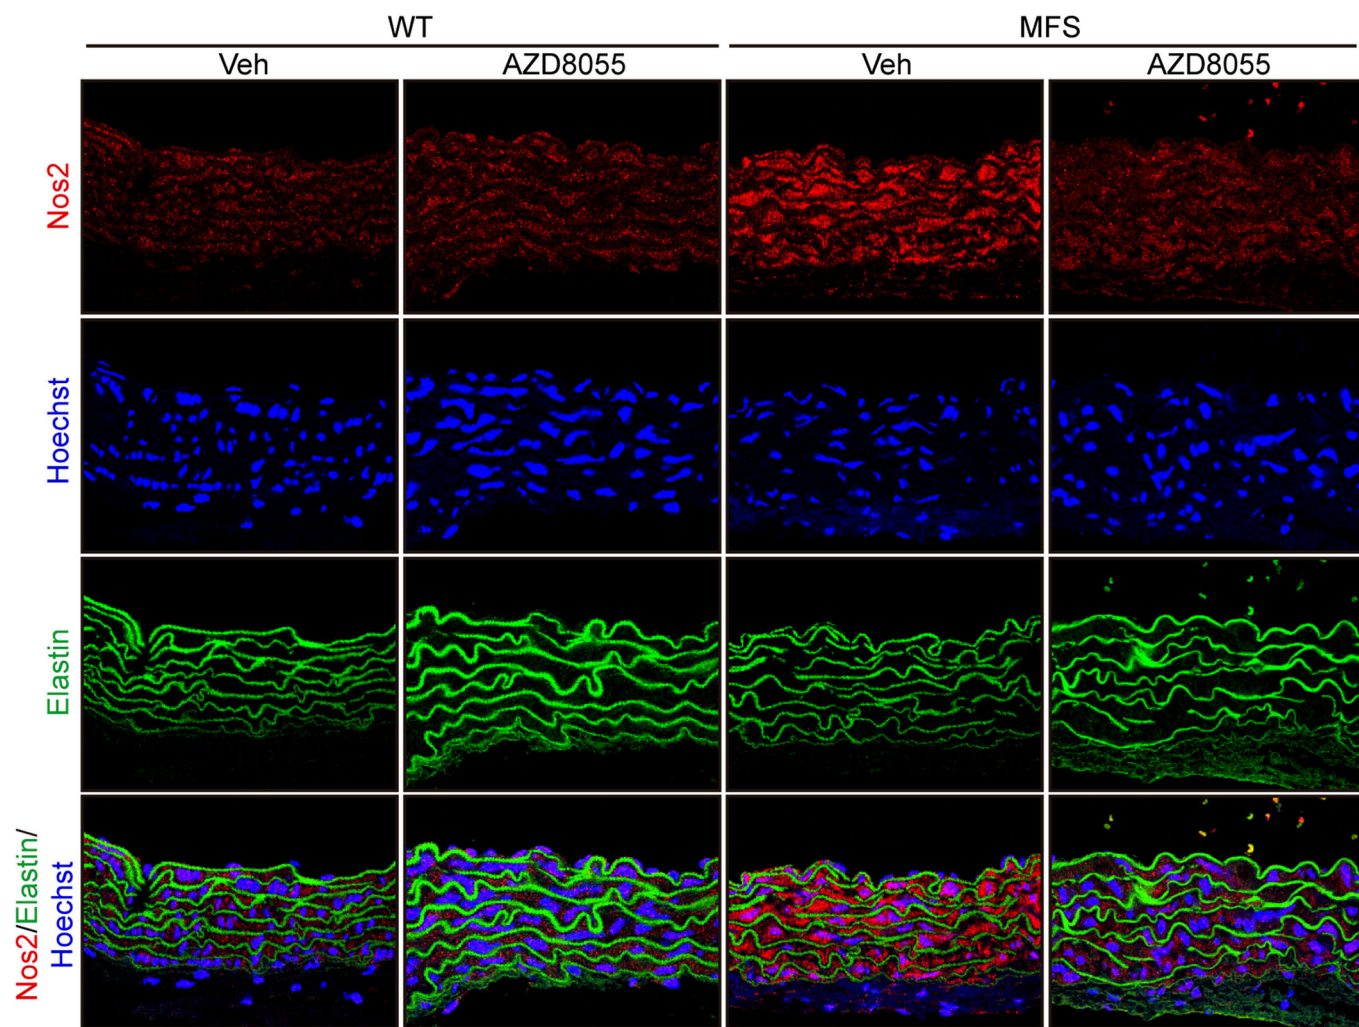 WT MFS
Veh AZD8055 Veh AZD8055
Nos2
Hoechst
Elastin
Nos2/Elastin/
Hoechst